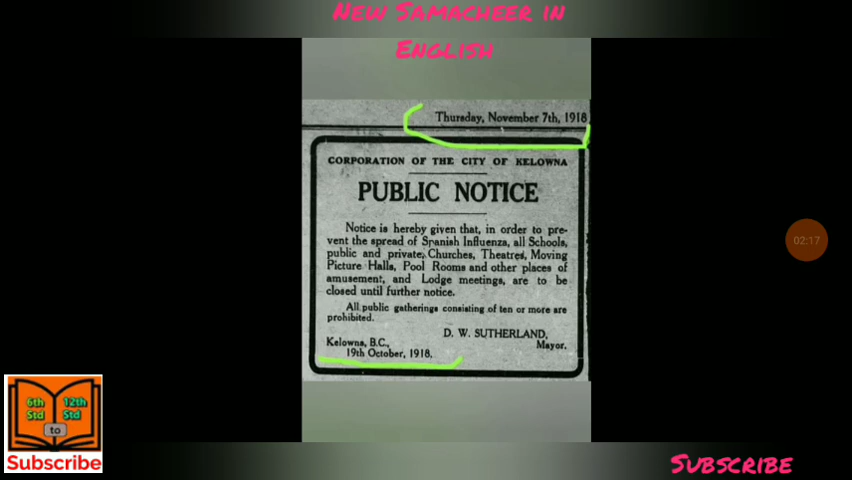 New Samacheer in
English
Thursday, November 7th, 1918
CORPORATION OF THE CITY OF KELOWNA
PUBLIC NOTICE
Notice is hereby given that, in order to pre-
vent the spread of Spanish Influenza, all Schools,
public and private, Churches, Theatres, Moving
Picture Halls, Pool Rooms and other places of
amusement, and Lodge meetings, are to be
closed until further notice.
All public gatherings consisting of ten or more are
prohibited.
D. W. SUTHERLAND,
Mayor.
Kelowna, B.C.,
19th October, 1918.
02:17
6th
Std
12th
Std
to
Subscribe
Subscribe